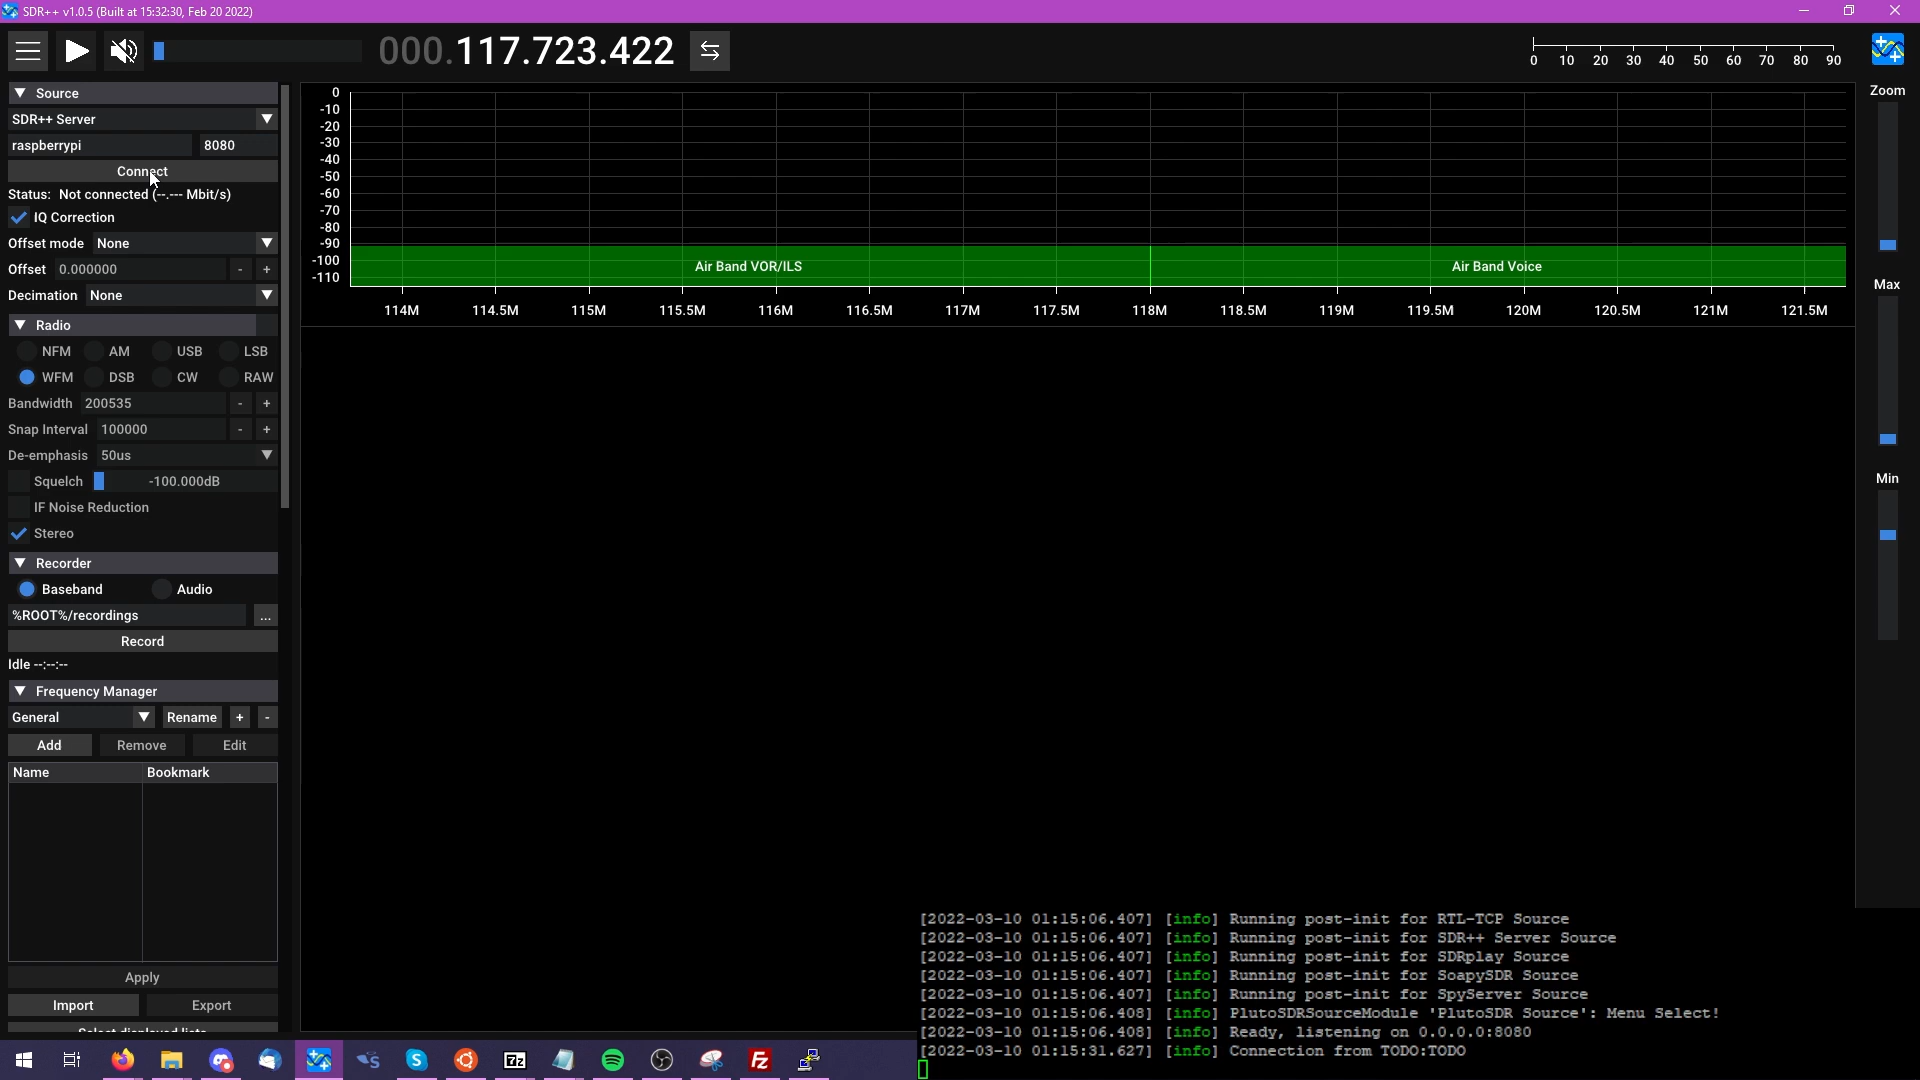 SDR++ v1.0.5 (Built at 15:32:30, Feb 20 2022)
000.117.723.422
0 10 20 30 40 50 60 70 80 90
Source
SDR++ Server
raspberrypi 8080
Connect
Status: Not connected (--.--- Mbit/s)
IQ Correction
Offset mode None
Offset 0.000000 - +
Decimation None
Radio
NFM AM USB LSB
WFM DSB CW RAW
Bandwidth 200535 - +
Snap Interval 100000 - +
De-emphasis 50us
Squelch -100.000dB
IF Noise Reduction
Stereo
Recorder
Baseband Audio
%ROOT%/recordings ...
Record
Idle --:--:--
Frequency Manager
General Rename + -
Add Remove Edit
Name Bookmark
Apply
Import Export
Select displayed lists
0
-10
-20
-30
-40
-50
-60
-70
-80
-90
-100
-110
Air Band VOR/ILS Air Band Voice
114M 114.5M 115M 115.5M 116M 116.5M 117M 117.5M 118M 118.5M 119M 119.5M 120M 120.5M 121M 121.5M
Zoom
Max
Min
[2022-03-10 01:15:06.407] [info] Running post-init for RTL-TCP Source
[2022-03-10 01:15:06.407] [info] Running post-init for SDR++ Server Source
[2022-03-10 01:15:06.407] [info] Running post-init for SDRplay Source
[2022-03-10 01:15:06.407] [info] Running post-init for SoapySDR Source
[2022-03-10 01:15:06.407] [info] Running post-init for SpyServer Source
[2022-03-10 01:15:06.408] [info] PlutoSDRSourceModule 'PlutoSDR Source': Menu Select!
[2022-03-10 01:15:06.408] [info] Ready, listening on 0.0.0.0:8080
[2022-03-10 01:15:31.627] [info] Connection from TODO:TODO
S
S
7z
Fz